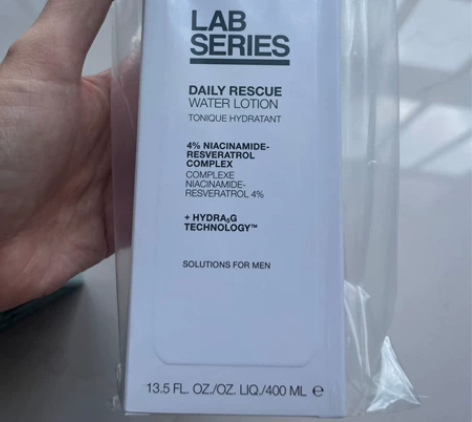 LAB
SERIES
DAILY RESCUE
WATER LOTION
TONIQUE HYDRATANT
4% NIACINAMIDE-
RESVERATROL
COMPLEX
COMPLEXE
NIACINAMIDE-
RESVERATROL 4%
+ HYDRA₆G
TECHNOLOGY™
SOLUTIONS FOR MEN
13.5 FL. OZ./OZ. LIQ./400 ML ℮